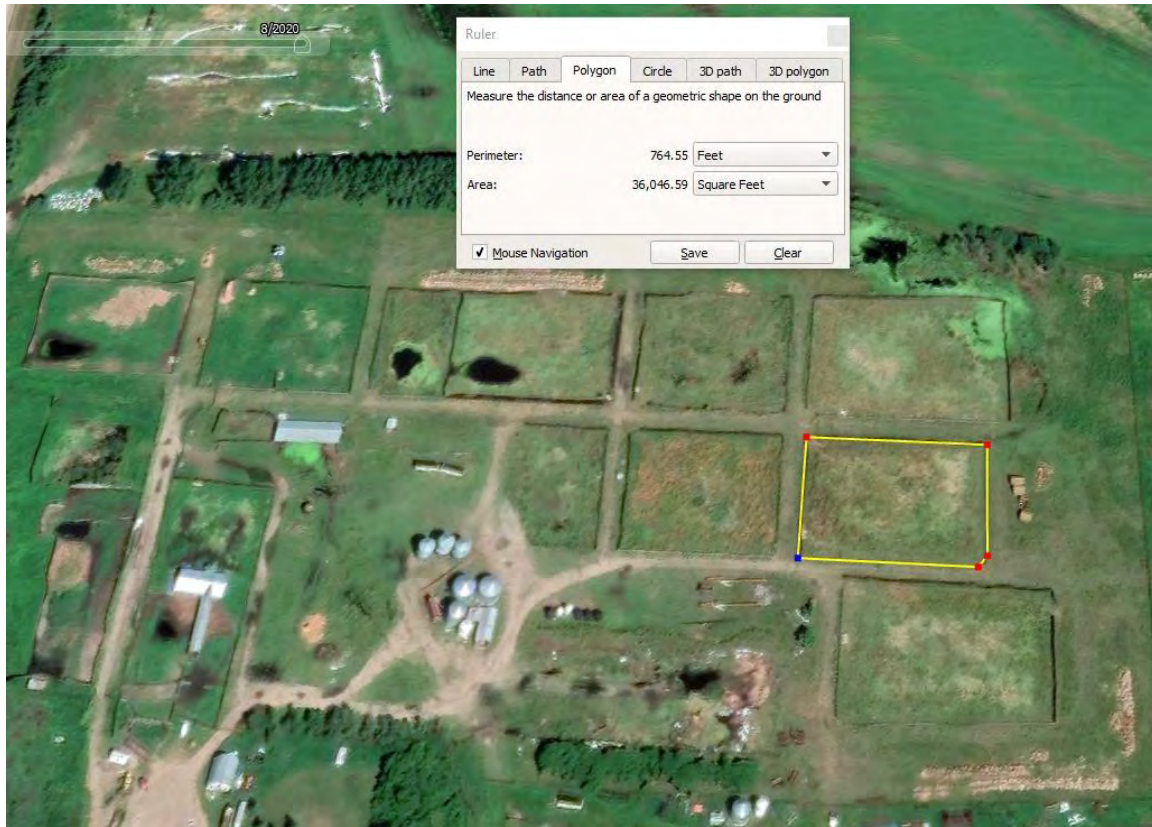 8/2020
Ruler
Line Path Polygon Circle 3D path 3D polygon
Measure the distance or area of a geometric shape on the ground
Perimeter: 764.55 Feet
Area: 36,046.59 Square Feet
Mouse Navigation Save Clear